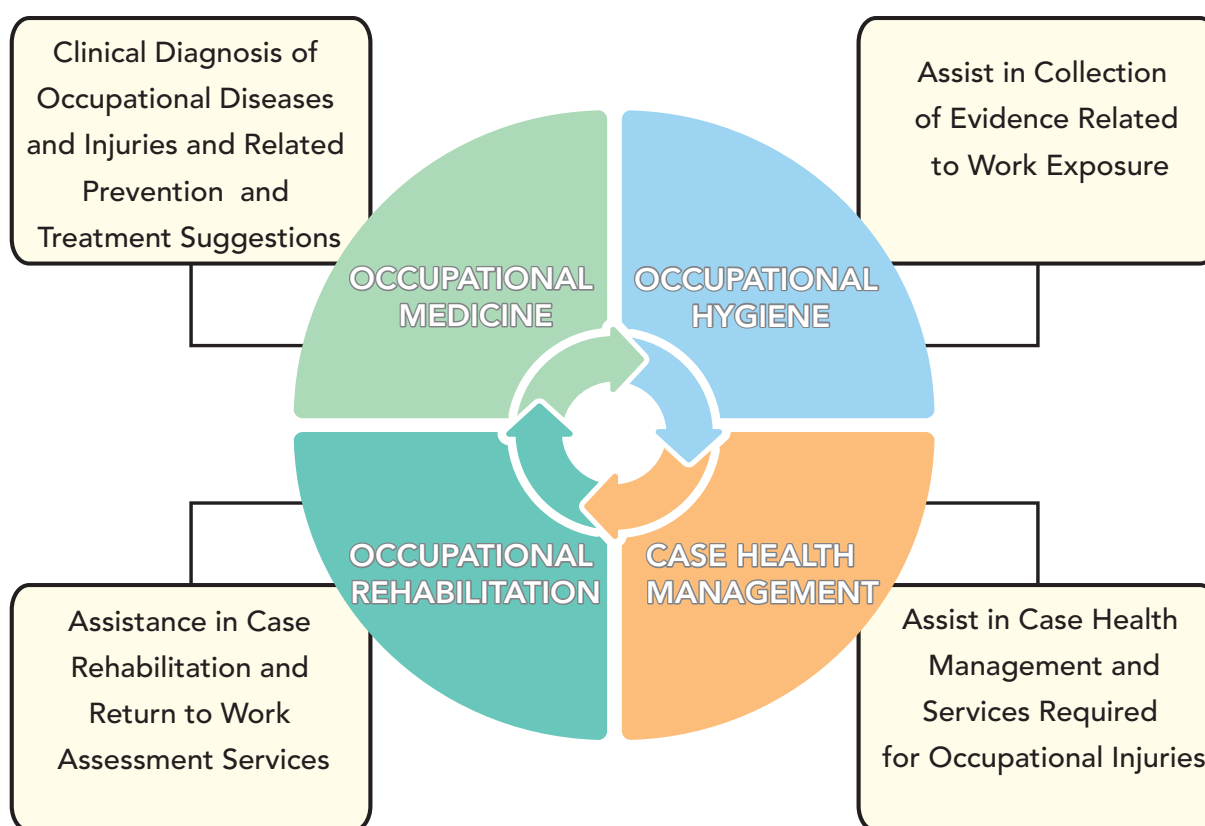 Clinical Diagnosis of
Occupational Diseases
and Injuries and Related
Prevention and
Treatment Suggestions
Assist in Collection
of Evidence Related
to Work Exposure
OCCUPATIONAL
MEDICINE
OCCUPATIONAL
HYGIENE
OCCUPATIONAL
REHABILITATION
CASE HEALTH
MANAGEMENT
Assistance in Case
Rehabilitation and
Return to Work
Assessment Services
Assist in Case Health
Management and
Services Required
for Occupational Injuries